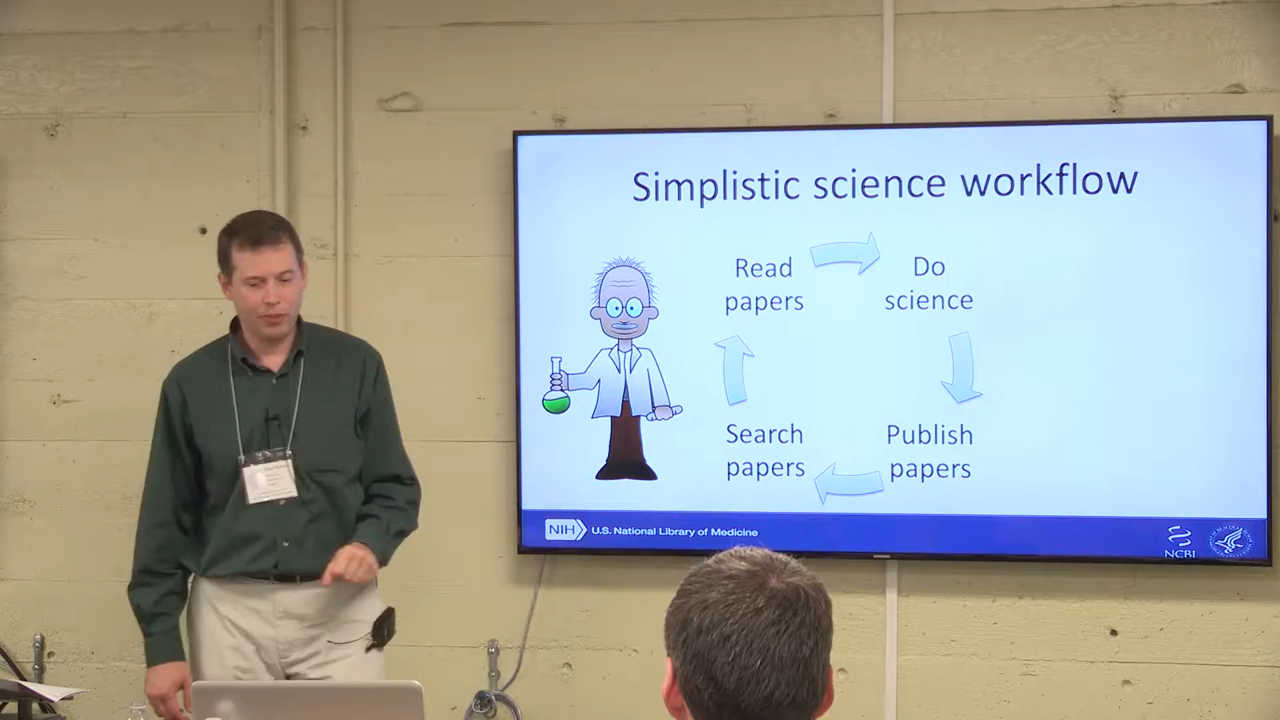 Simplistic science workflow
Read
papers
Do
science
Search
papers
Publish
papers
NIH
U.S. National Library of Medicine
NCBI